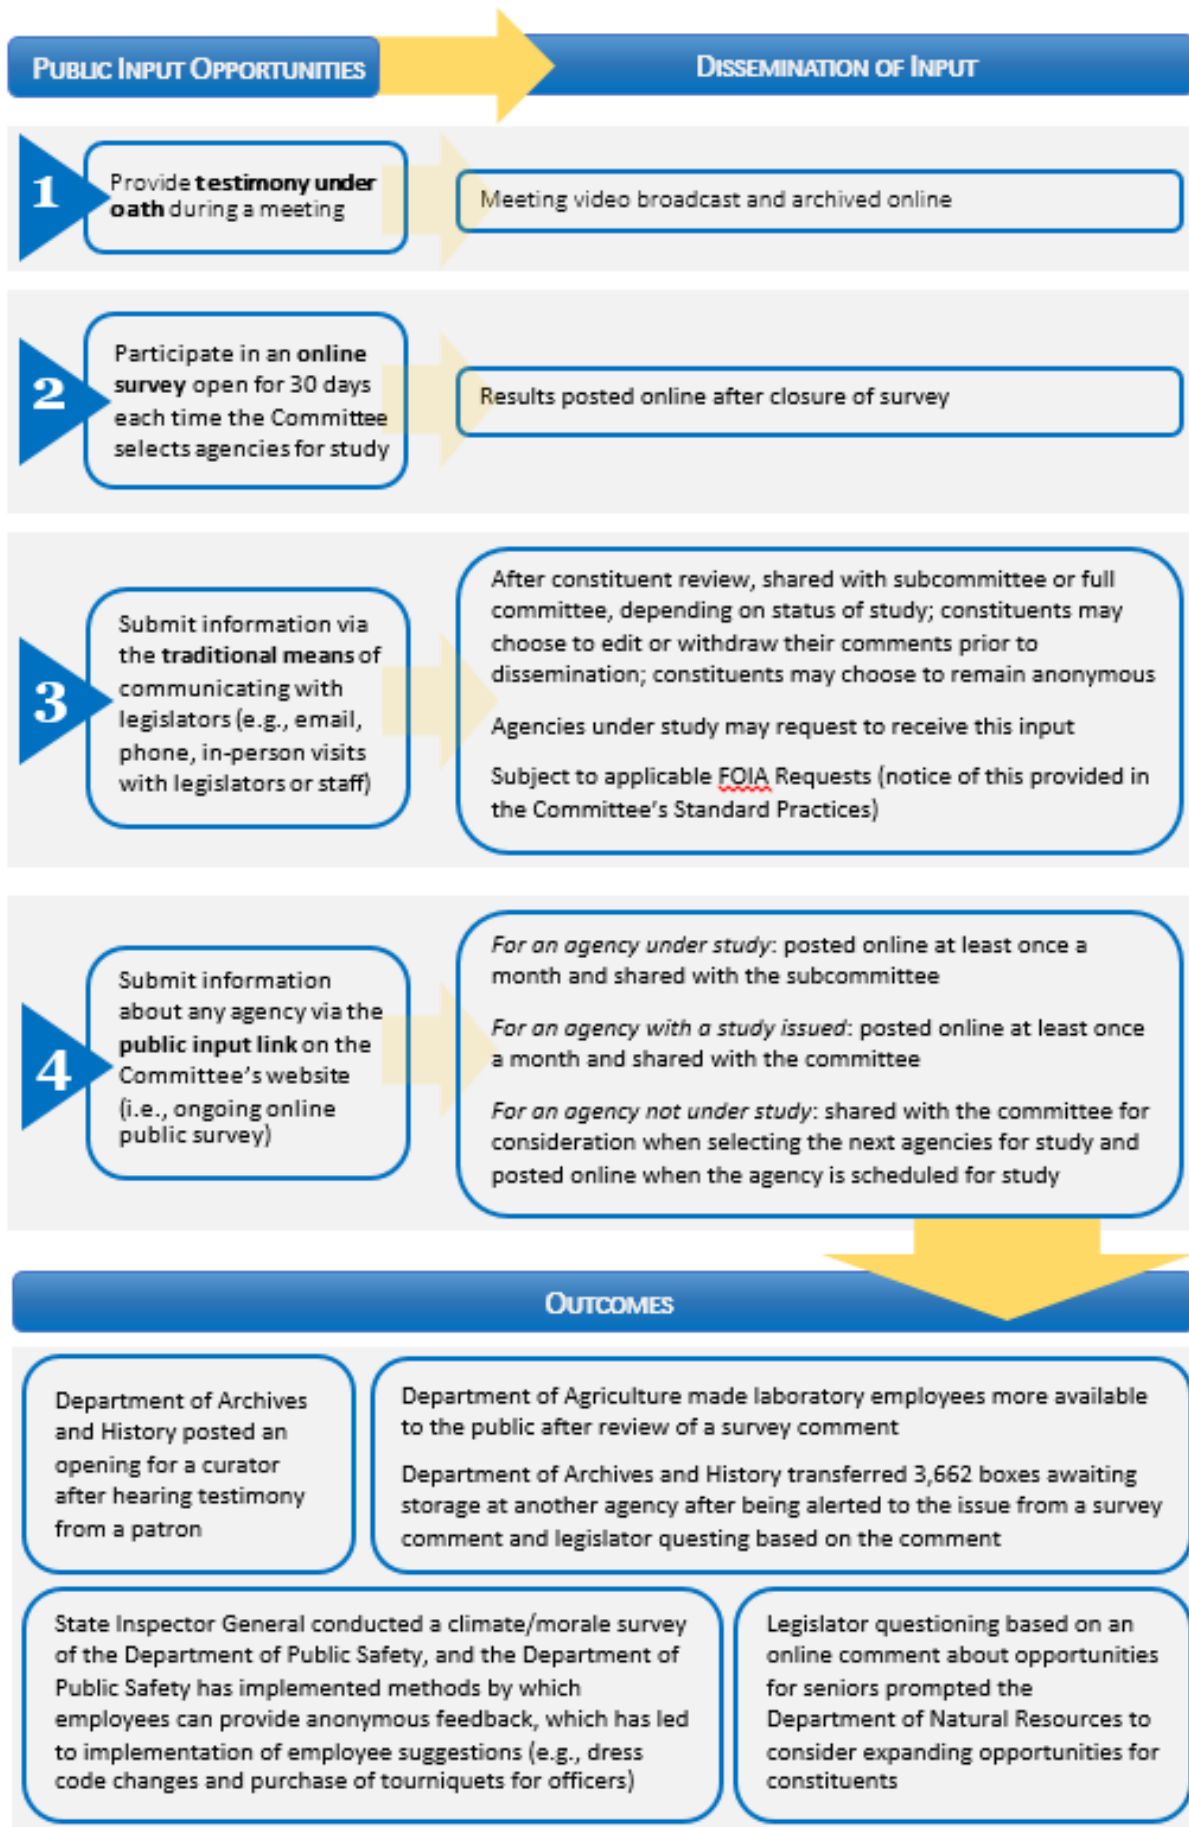 PUBLIC INPUT OPPORTUNITIES
DISSEMINATION OF INPUT
1
Provide testimony under
oath during a meeting
Meeting video broadcast and archived online
2
Participate in an online
survey open for 30 days
each time the Committee
selects agencies for study
Results posted online after closure of survey
3
Submit information via
the traditional means of
communicating with
legislators (e.g., email,
phone, in-person visits
with legislators or staff)
After constituent review, shared with subcommittee or full
committee, depending on status of study; constituents may
choose to edit or withdraw their comments prior to
dissemination; constituents may choose to remain anonymous
Agencies under study may request to receive this input
Subject to applicable FOIA Requests (notice of this provided in
the Committee's Standard Practices)
4
Submit information
about any agency via the
public input link on the
Committee's website
(i.e., ongoing online
public survey)
For an agency under study: posted online at least once a
month and shared with the subcommittee
For an agency with a study issued: posted online at least once
a month and shared with the committee
For an agency not under study: shared with the committee for
consideration when selecting the next agencies for study and
posted online when the agency is scheduled for study
OUTCOMES
Department of Archives
and History posted an
opening for a curator
after hearing testimony
from a patron
Department of Agriculture made laboratory employees more available
to the public after review of a survey comment
Department of Archives and History transferred 3,662 boxes awaiting
storage at another agency after being alerted to the issue from a survey
comment and legislator questing based on the comment
State Inspector General conducted a climate/morale survey
of the Department of Public Safety, and the Department of
Public Safety has implemented methods by which
employees can provide anonymous feedback, which has led
to implementation of employee suggestions (e.g., dress
code changes and purchase of tourniquets for officers)
Legislator questioning based on an
online comment about opportunities
for seniors prompted the
Department of Natural Resources to
consider expanding opportunities for
constituents